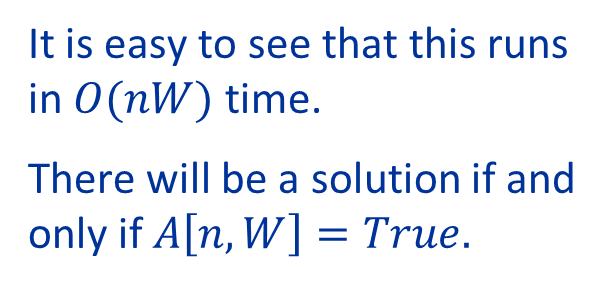 It is easy to see that this runs
in O(nW) time.
There will be a solution if and
only if A[n, W] = True.